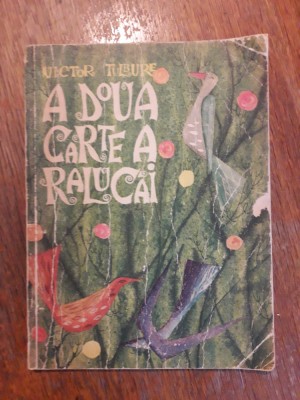 VICTOR TULBURE
A DOUA
CARTE A
RALUCĂI